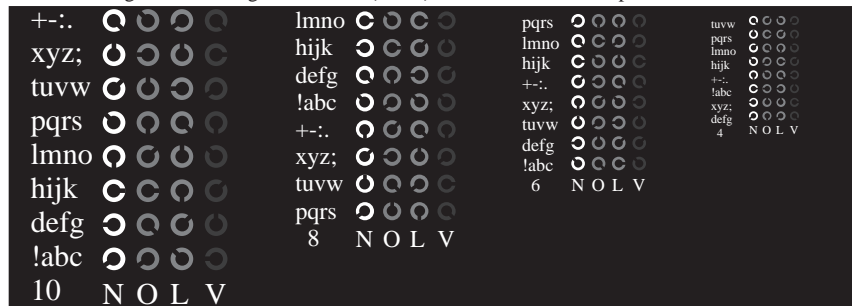 +-:.
xyz;
tuvw
pqrs
lmno
hijk
defg
!abc
10 N O L V
lmno
hijk
defg
!abc
+-:.
xyz;
tuvw
pqrs
8 N O L V
pqrs
lmno
hijk
+-:.
xyz;
tuvw
defg
!abc
6 N O L V
tuvw
pqrs
lmno
hijk
+-:.
!abc
xyz;
defg
4 N O L V